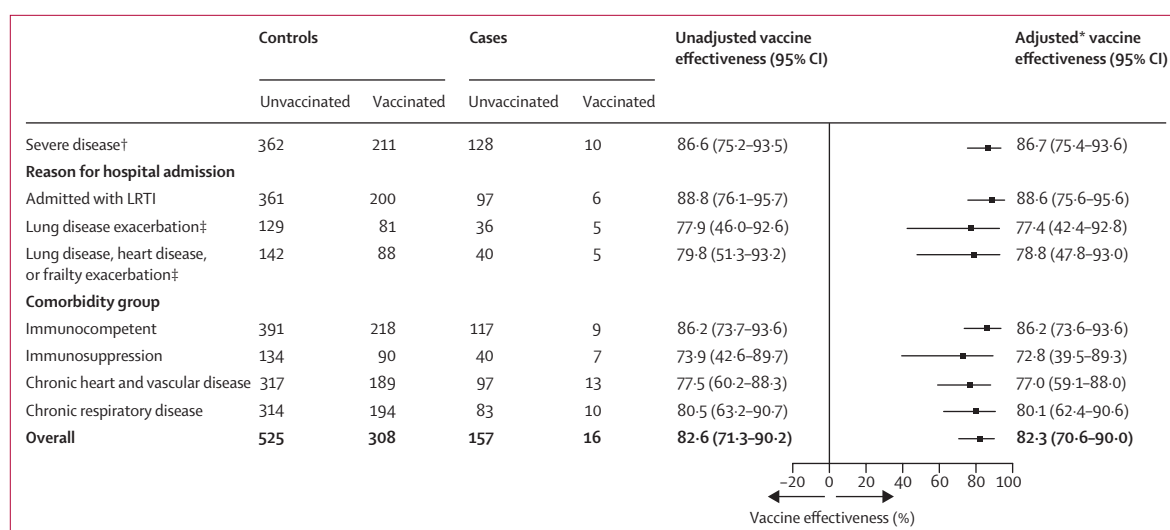 Controls Cases Unadjusted vaccine effectiveness (95% CI) Adjusted* vaccine effectiveness (95% CI)
Unvaccinated Vaccinated Unvaccinated Vaccinated
Severe disease† 362 211 128 10 86·6 (75·2–93·5) 86·7 (75·4–93·6)
Reason for hospital admission
Admitted with LRTI 361 200 97 6 88·8 (76·1–95·7) 88·6 (75·6–95·6)
Lung disease exacerbation‡ 129 81 36 5 77·9 (46·0–92·6) 77·4 (42·4–92·8)
Lung disease, heart disease, 142 88 40 5 79·8 (51·3–93·2) 78·8 (47·8–93·0)
or frailty exacerbation‡
Comorbidity group
Immunocompetent 391 218 117 9 86·2 (73·7–93·6) 86·2 (73·6–93·6)
Immunosuppression 134 90 40 7 73·9 (42·6–89·7) 72·8 (39·5–89·3)
Chronic heart and vascular disease 317 189 97 13 77·5 (60·2–88·3) 77·0 (59·1–88·0)
Chronic respiratory disease 314 194 83 10 80·5 (63·2–90·7) 80·1 (62·4–90·6)
Overall 525 308 157 16 82·6 (71·3–90·2) 82·3 (70·6–90·0)
–20 0 20 40 60 80 100
Vaccine effectiveness (%)